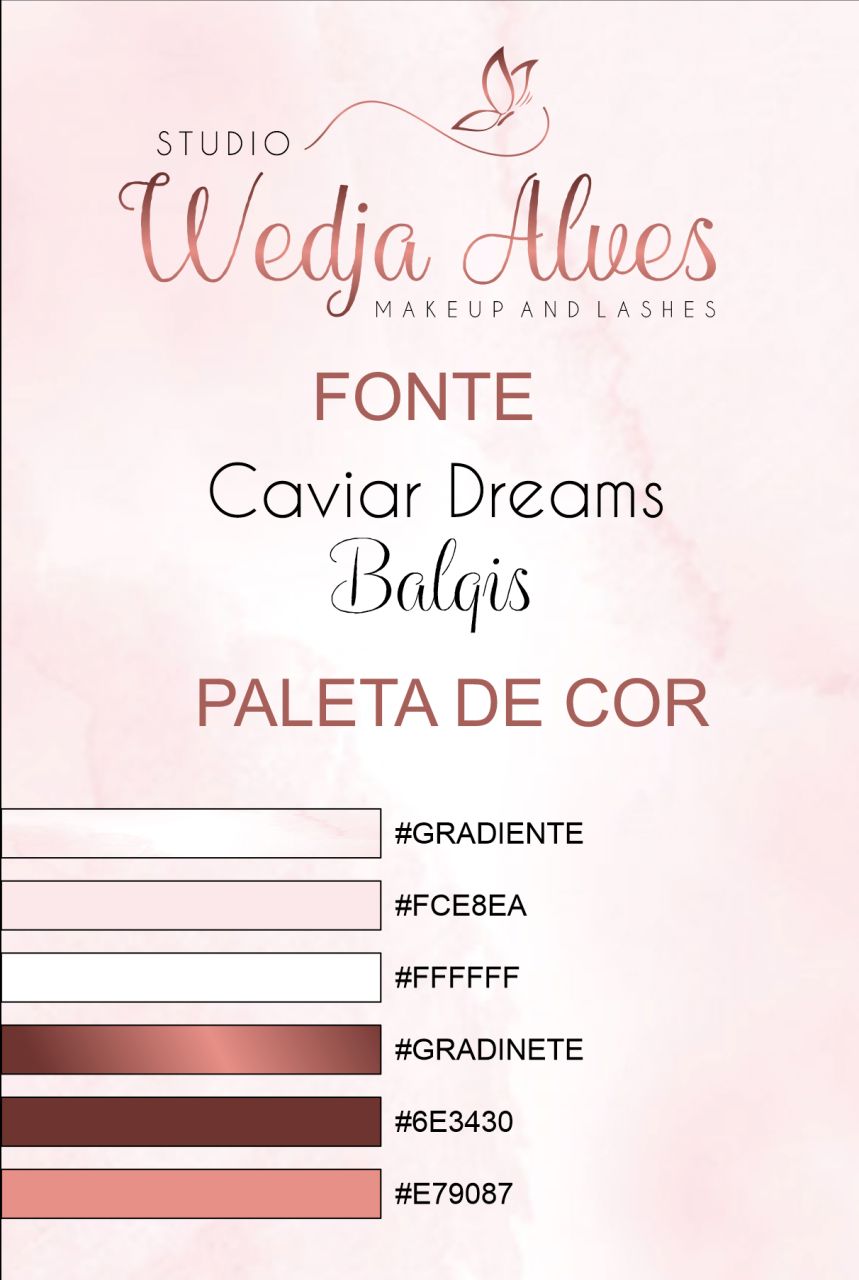 STUDIO
Wedja Alves
MAKEUP AND LASHES
FONTE
Caviar Dreams
Balqis
PALETA DE COR
#GRADIENTE
#FCE8EA
#FFFFFF
#GRADINETE
#6E3430
#E79087